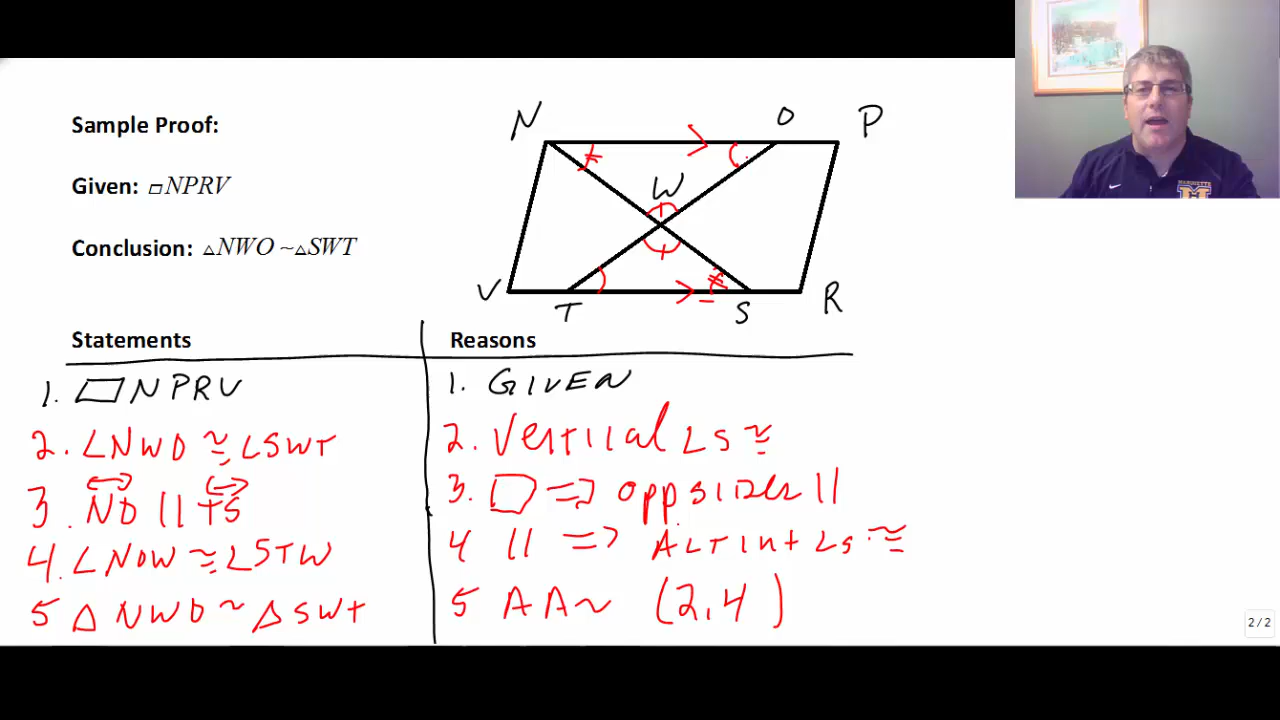 Sample Proof:
Given: ▱NPRV
Conclusion: △NWO ~ △SWT
N O P
W
V T S R
Statements Reasons
1. ▱ NPRV 1. GIVEN
2. ∠NWO ≅ ∠SWT 2. Vertical ∠s ≅
3. NO || TS 3. ▱ => opp sides ||
4. ∠NOW ≅ ∠STW 4 || => ALT int ∠s ≅
5 △ NWO ~ △ SWT 5 AA~ (2,4)
MARQUETTE
2/2